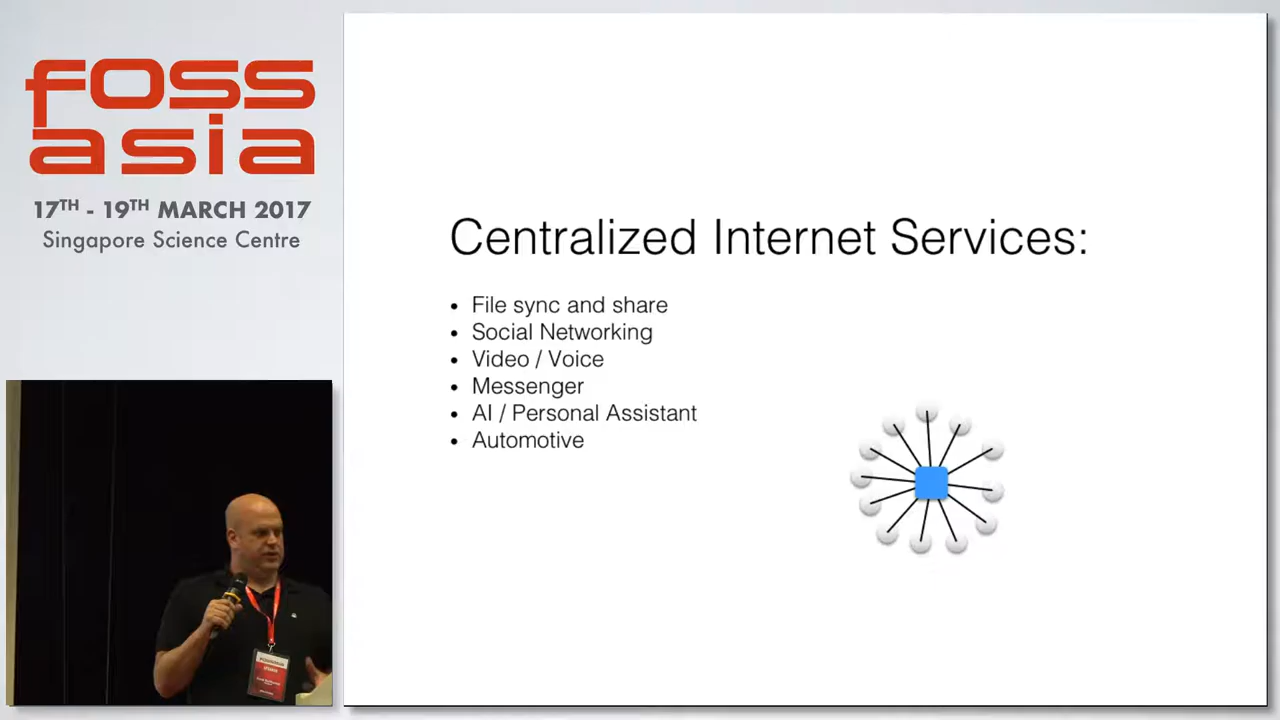 foss
asia
17TH - 19TH MARCH 2017
Singapore Science Centre
Centralized Internet Services:
• File sync and share
• Social Networking
• Video / Voice
• Messenger
• AI / Personal Assistant
• Automotive